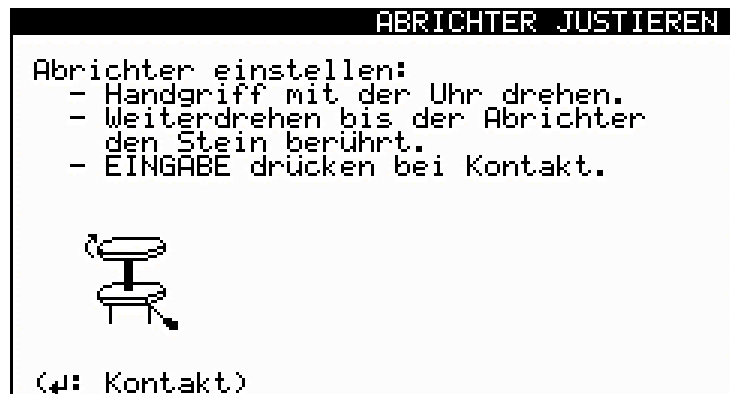 ABRICHTER JUSTIEREN
Abrichter einstellen:
- Handgriff mit der Uhr drehen.
- Weiterdrehen bis der Abrichter
den Stein berührt.
- EINGABE drücken bei Kontakt.
(↵: Kontakt)